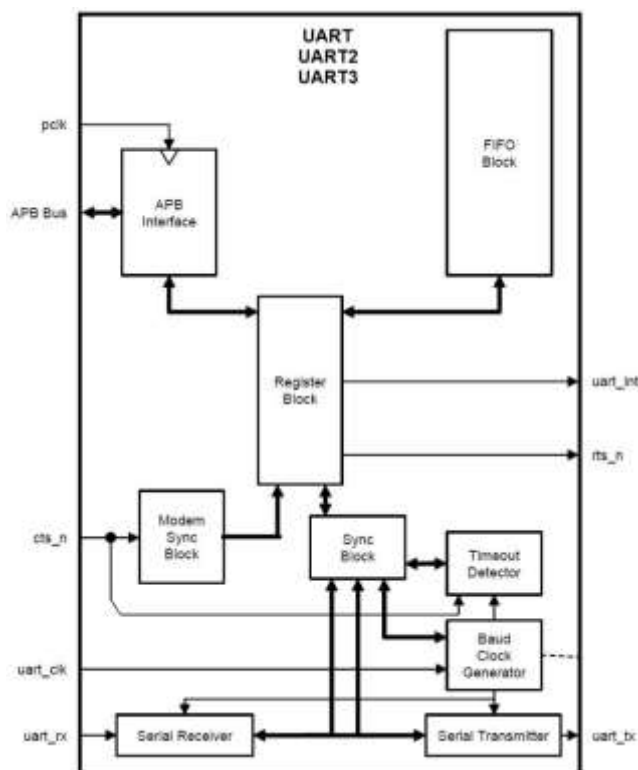 UART
UART2
UART3
pclk
FIFO
Block
APB
Interface
APB Bus
Register
Block
uart_int
rts_n
Modem
Sync
Block
cts_n
Sync
Block
Timeout
Detector
Baud
Clock
Generator
uart_clk
uart_rx
Serial Receiver
Serial Transmitter
uart_tx